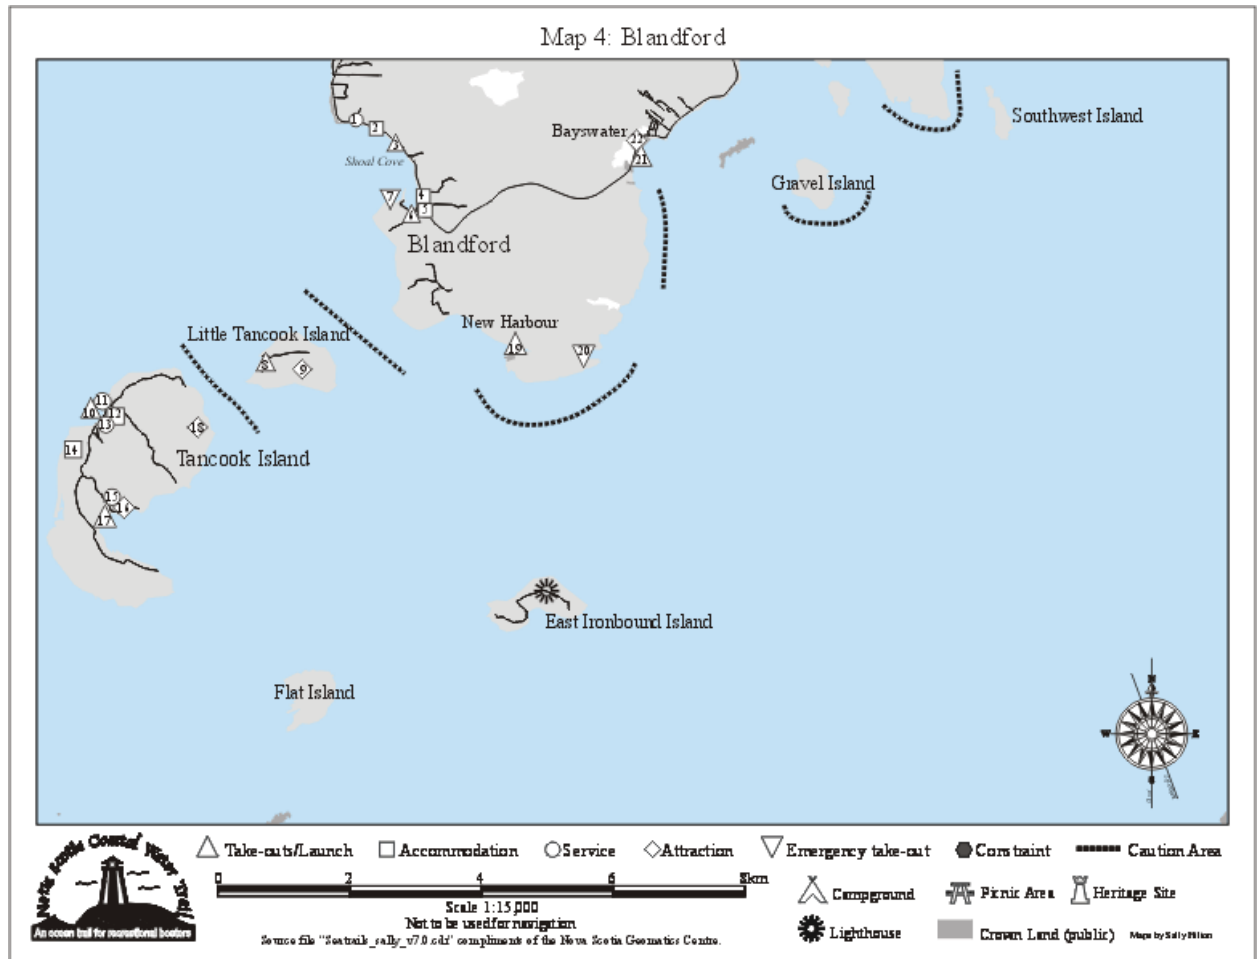 Map 4: Blandford
Southwest Island
1
2
Bayswater
22
3
21
Shoal Cove
Gravel Island
7
4
5
6
Blandford
New Harbour
19
20
Little Tancook Island
8
9
11
10
12
13
18
14
Tancook Island
15
16
17
East Ironbound Island
Flat Island
N
W
E
S
Nova Scotia Coastal Water Trail
An ocean trail for recreational boaters
Take-outs/Launch
Accommodation
Service
Attraction
Emergency take-out
Constraint
Caution Area
0 2 4 6 8km
Scale 1:15,000
Not to be used for navigation
Source file "Seatrails_sally_v7.0.cdr" compliments of the Nova Scotia Geomatics Centre.
Campground
Picnic Area
Heritage Site
Lighthouse
Crown Land (public)